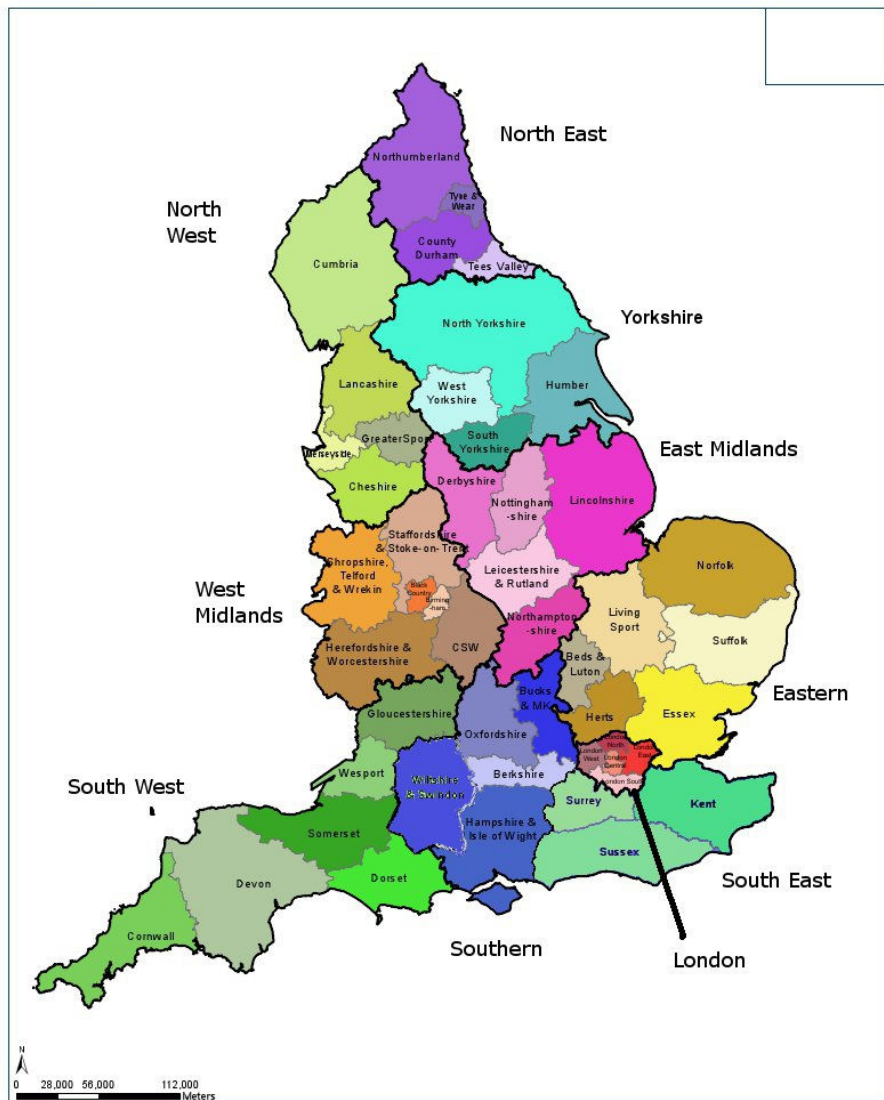 North East
Northumberland
Tyne &
Wear
North
West
County
Durham
Tees Valley
Cumbria
North Yorkshire
Yorkshire
Lancashire
West
Yorkshire
Humber
GreaterSport
South
Yorkshire
Merseyside
East Midlands
Cheshire
Derbyshire
Nottingham
-shire
Lincolnshire
Staffordshire
& Stoke-on-Trent
Shropshire,
Telford
& Wrekin
Leicestershire
& Rutland
Norfolk
West
Midlands
Black
Country
Birming
-ham
Northampton
-shire
Living
Sport
Suffolk
Herefordshire &
Worcestershire
CSW
Beds &
Luton
Eastern
Bucks
& MK
Gloucestershire
Herts
Essex
Oxfordshire
London
North
London
West
London
East
London
Central
London South
Wesport
Wiltshire
& Swindon
Berkshire
South West
Surrey
Kent
Somerset
Hampshire &
Isle of Wight
Sussex
Devon
Dorset
South East
Cornwall
Southern
London
N
0 28,000 56,000 112,000
Meters